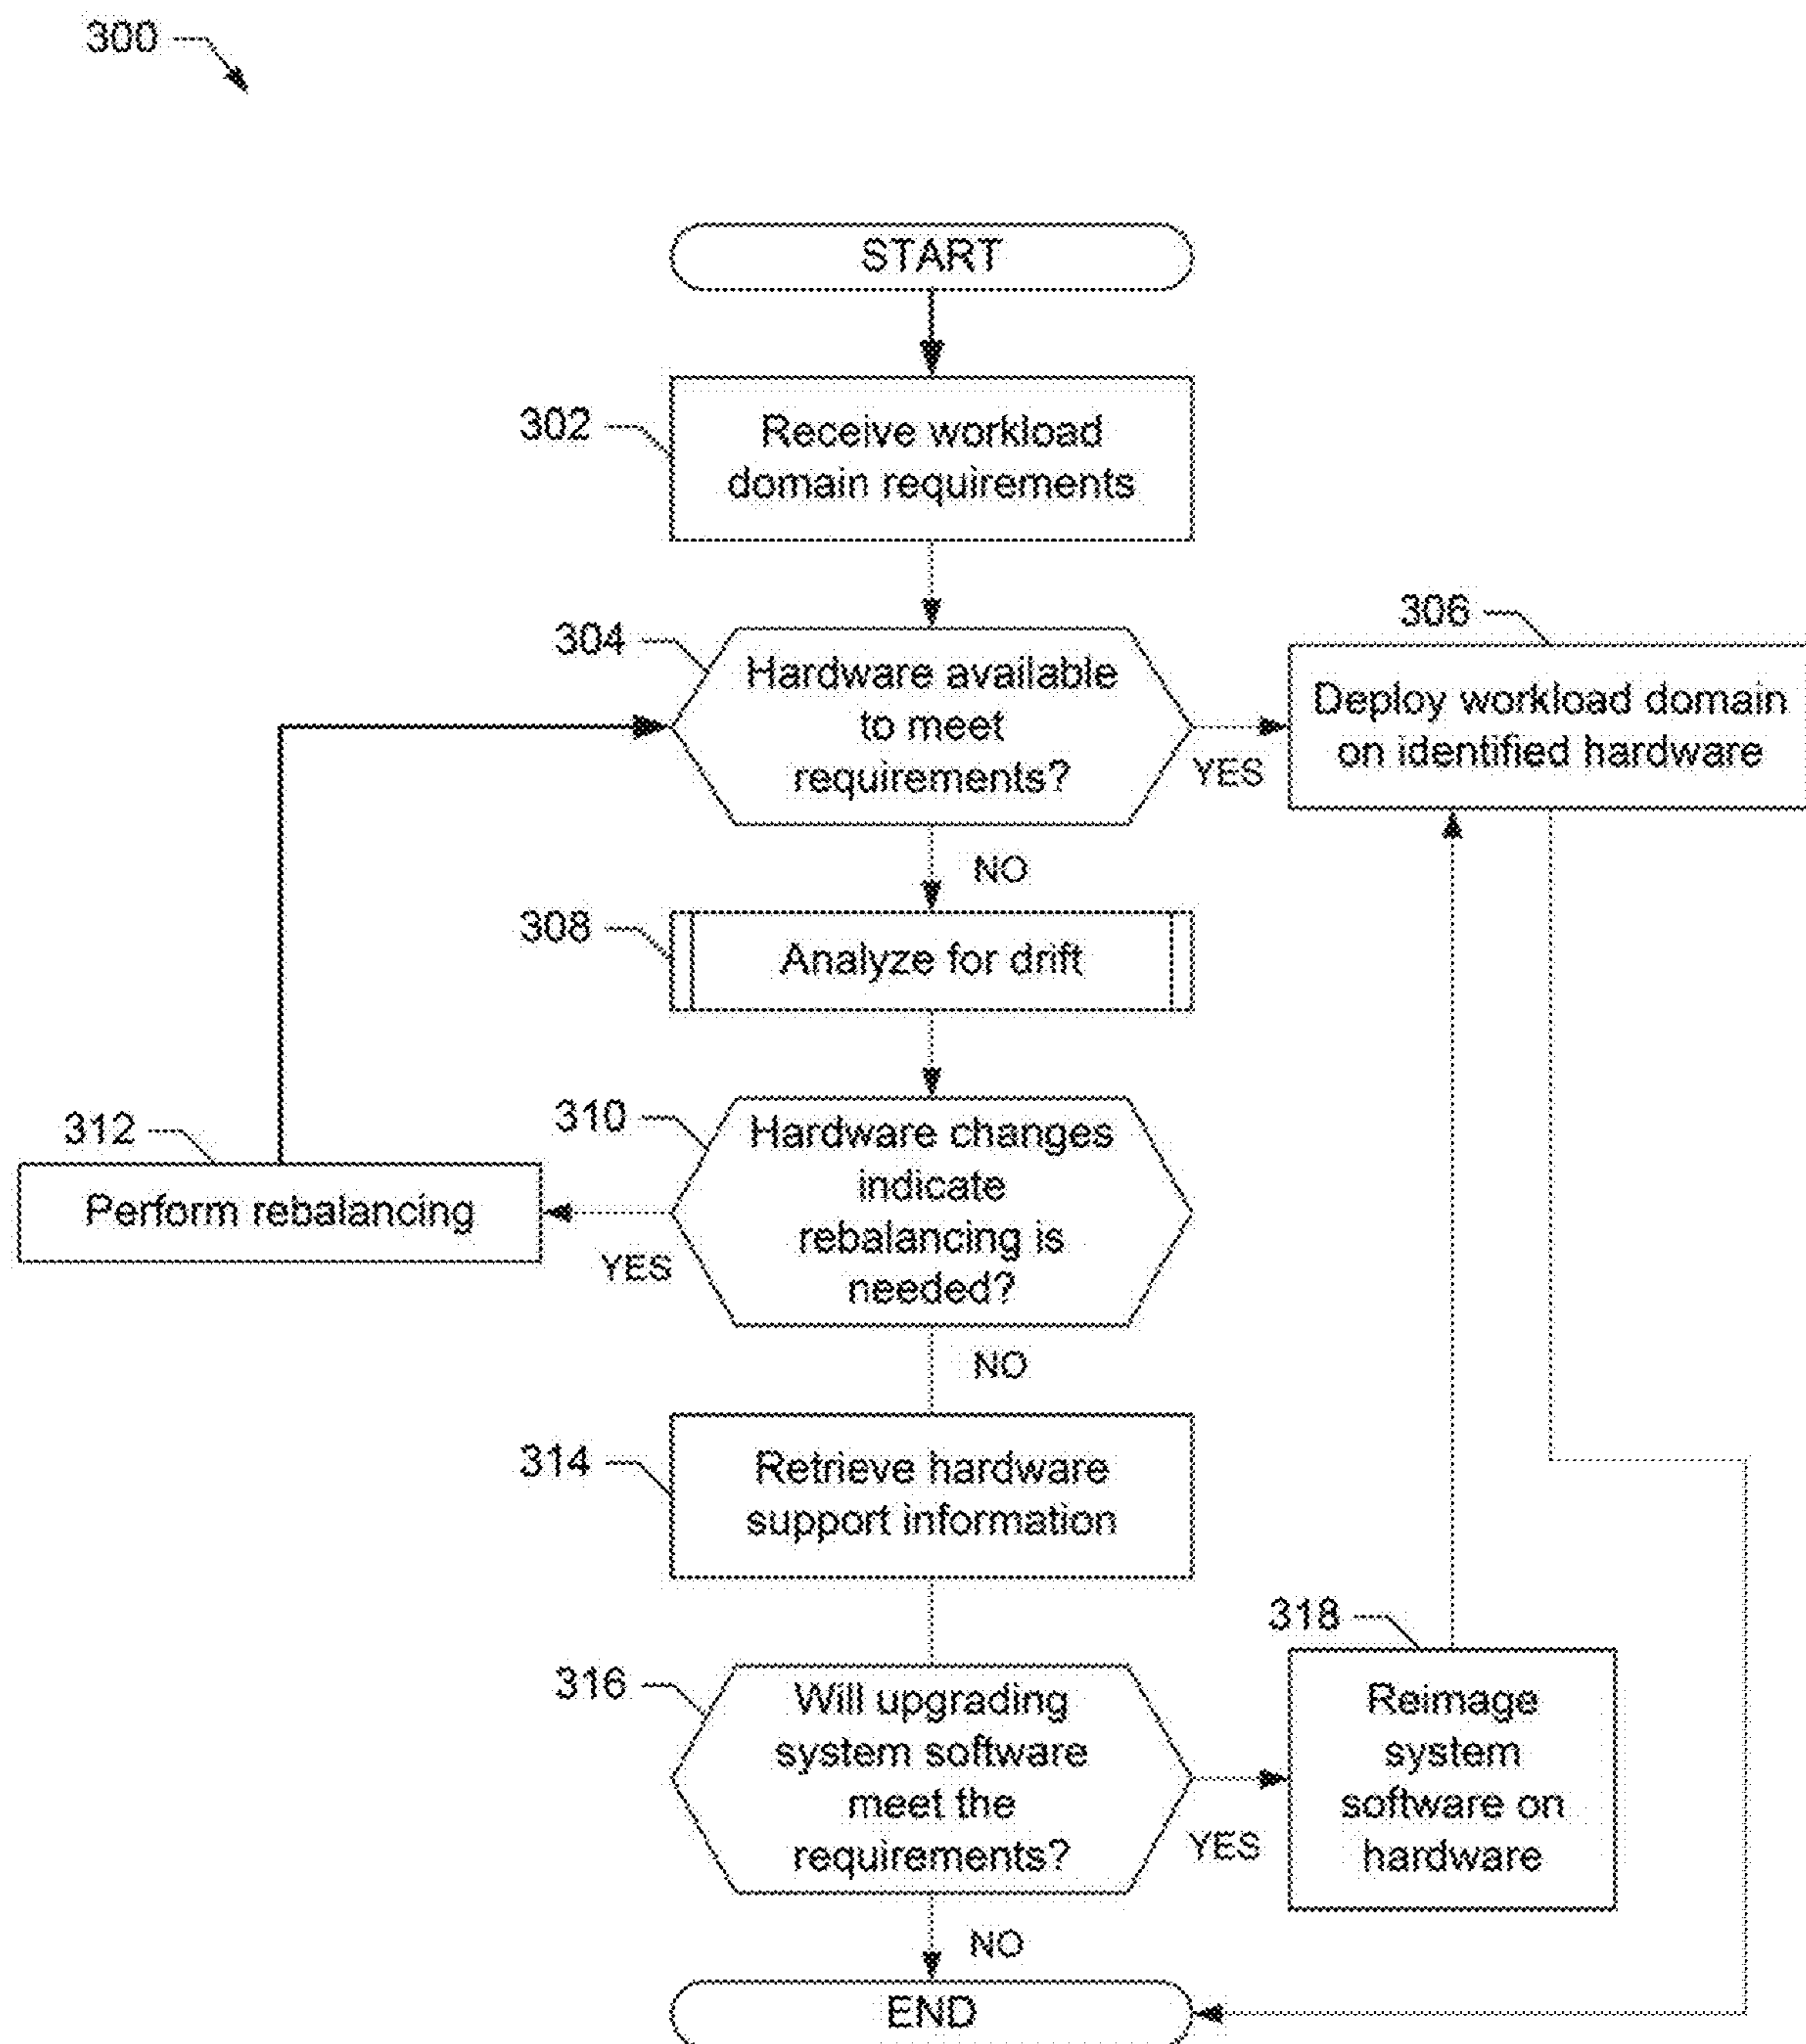 300
START
302
Receive workload
domain requirements
304
Hardware available
to meet
requirements?
YES
306
Deploy workload domain
on identified hardware
NO
308
Analyze for drift
310
Hardware changes
indicate
rebalancing is
needed?
YES
312
Perform rebalancing
NO
314
Retrieve hardware
support information
316
Will upgrading
system software
meet the
requirements?
YES
318
Reimage
system
software on
hardware
NO
END